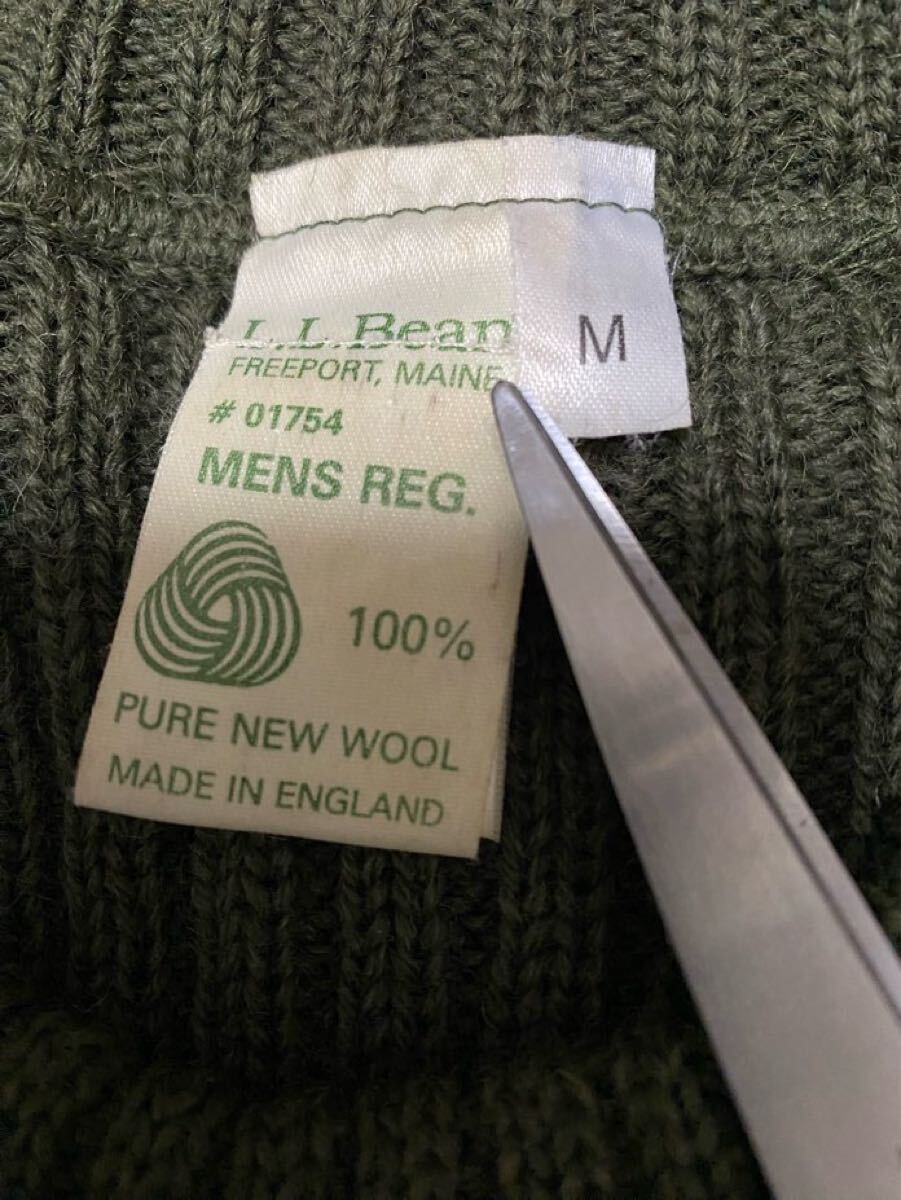 L.L.Bean
FREEPORT, MAINE
M
# 01754
MENS REG.
100%
PURE NEW WOOL
MADE IN ENGLAND